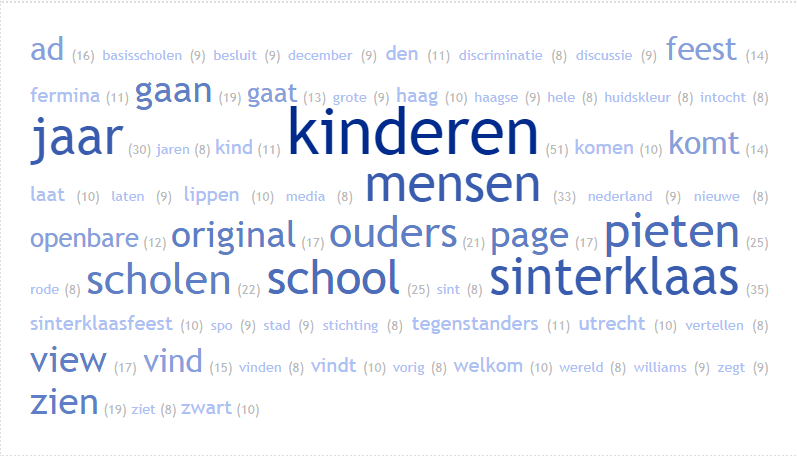 ad (16) basisscholen (9) besluit (9) december (9) den (11) discriminatie (8) discussie (9) feest (14)
fermina (11) gaan (19) gaat (13) grote (9) haag (10) haagse (9) hele (8) huidskleur (8) intocht (8)
jaar (30) jaren (8) kind (11) kinderen (51) komen (10) komt (14)
laat (10) laten (9) lippen (10) media (8) mensen (33) nederland (9) nieuwe (8)
openbare (12) original (17) ouders (21) page (17) pieten (25)
rode (8) scholen (22) school (25) sint (8) sinterklaas (35)
sinterklaasfeest (10) spo (9) stad (9) stichting (8) tegenstanders (11) utrecht (10) vertellen (8)
view (17) vind (15) vinden (8) vindt (10) vorig (8) welkom (10) wereld (8) williams (9) zegt (9)
zien (19) ziet (8) zwart (10)